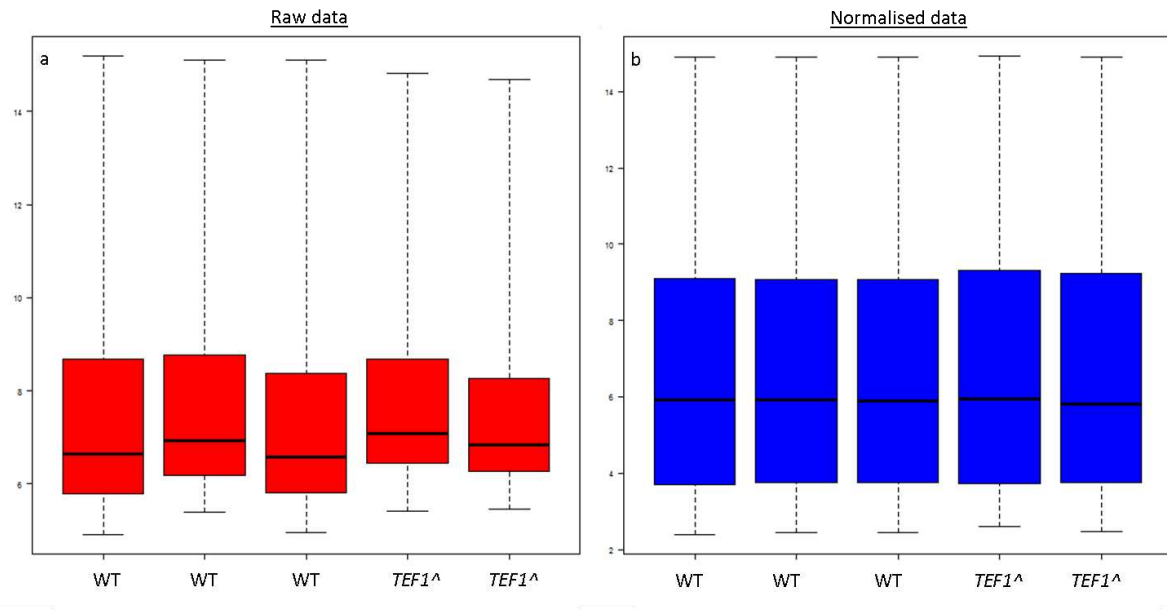 Raw data
Normalised data
a
b
14
12
10
8
6
14
12
10
8
6
4
2
WT WT WT TEF1^ TEF1^
WT WT WT TEF1^ TEF1^